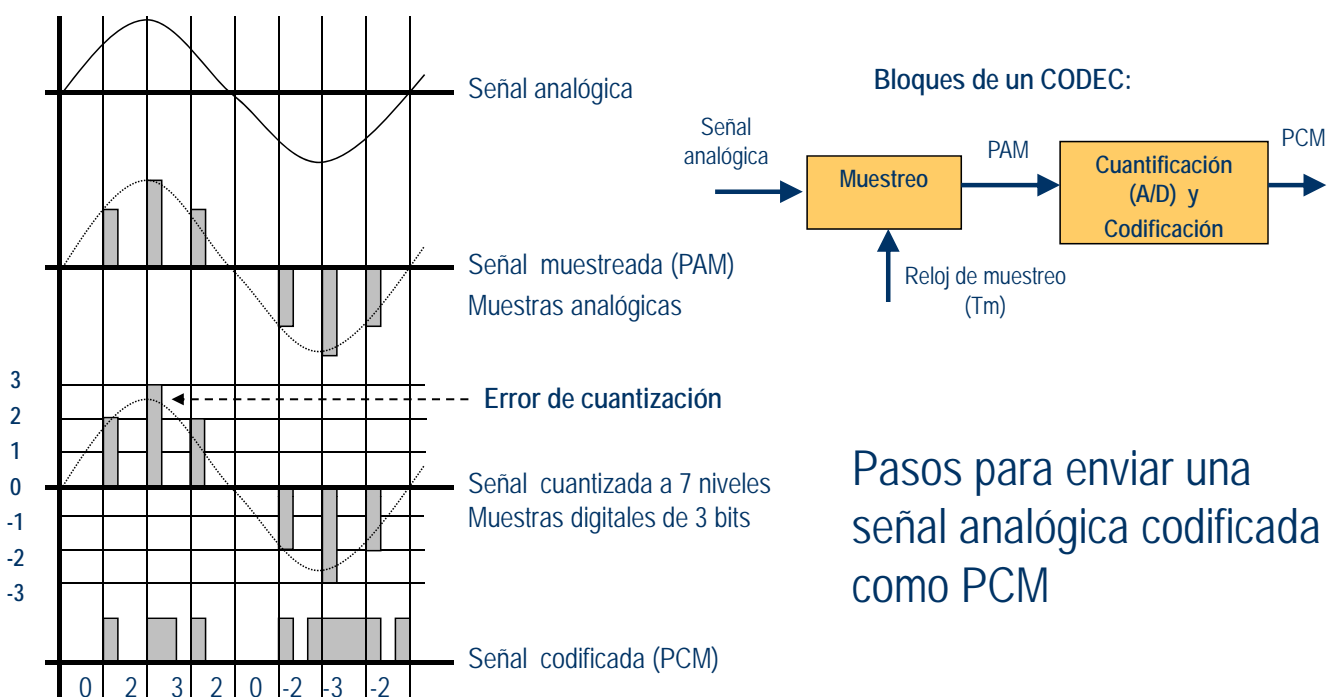 Señal analógica
Bloques de un CODEC:
Señal
analógica
Muestreo
PAM
Cuantificación
(A/D) y
Codificación
PCM
Reloj de muestreo
(Tm)
Señal muestreada (PAM)
Muestras analógicas
3
2
1
0
-1
-2
-3
Error de cuantización
Señal cuantizada a 7 niveles
Muestras digitales de 3 bits
Pasos para enviar una
señal analógica codificada
como PCM
Señal codificada (PCM)
0 2 3 2 0 -2 -3 -2